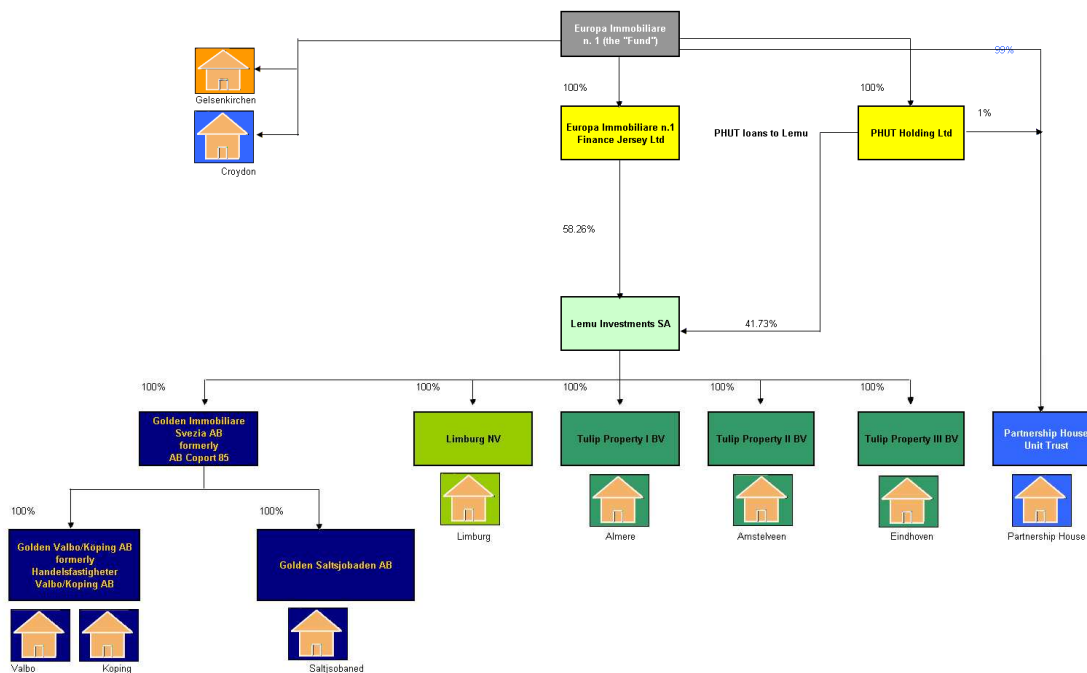 Europa Immobiliare
n. 1 (the "Fund")
99%
Gelsenkirchen
Croydon
100%
100%
1%
Europa Immobiliare n.1
Finance Jersey Ltd
PHUT loans to Lemu
PHUT Holding Ltd
58.26%
Lemu Investments SA
41.73%
100%
100%
100%
100%
100%
Golden Immobiliare
Svezia AB
formerly
AB Coport 85
Limburg NV
Tulip Property I BV
Tulip Property II BV
Tulip Property III BV
Partnership House
Unit Trust
Limburg
Almere
Amstelveen
Eindhoven
Partnership House
100%
100%
Golden Valbo/Köping AB
formerly
Handelsfastigheter
Valbo/Koping AB
Golden Saltsjobaden AB
Valbo
Koping
Saltjsobaned